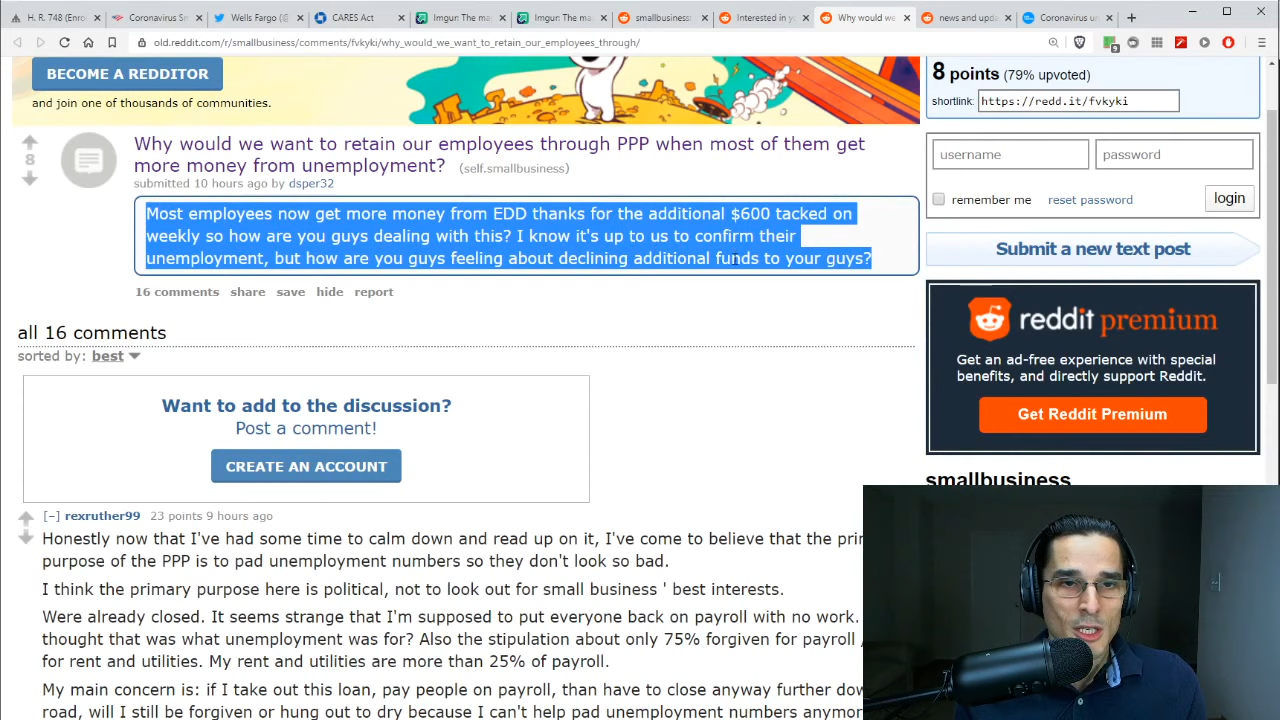 H. R. 748 (Enro
Coronavirus Sm
Wells Fargo (@
CARES Act
Imgur: The ma
Imgur: The ma
smallbusiness
Interested in y
Why would we
news and upda
Coronavirus un
old.reddit.com/r/smallbusiness/comments/fvkyki/why_would_we_want_to_retain_our_employees_through/
BECOME A REDDITOR
and join one of thousands of communities.
8 points (79% upvoted)
shortlink: https://redd.it/fvkyki
8
Why would we want to retain our employees through PPP when most of them get
more money from unemployment? (self.smallbusiness)
submitted 10 hours ago by dsper32
Most employees now get more money from EDD thanks for the additional $600 tacked on
weekly so how are you guys dealing with this? I know it's up to us to confirm their
unemployment, but how are you guys feeling about declining additional funds to your guys?
16 comments share save hide report
username
password
remember me reset password
login
Submit a new text post
reddit premium
Get an ad-free experience with special
benefits, and directly support Reddit.
Get Reddit Premium
smallbusiness
all 16 comments
sorted by: best
Want to add to the discussion?
Post a comment!
CREATE AN ACCOUNT
[–] rexruther99 23 points 9 hours ago
Honestly now that I've had some time to calm down and read up on it, I've come to believe that the prin
purpose of the PPP is to pad unemployment numbers so they don't look so bad.
I think the primary purpose here is political, not to look out for small business ' best interests.
Were already closed. It seems strange that I'm supposed to put everyone back on payroll with no work.
thought that was what unemployment was for? Also the stipulation about only 75% forgiven for payroll /
for rent and utilities. My rent and utilities are more than 25% of payroll.
My main concern is: if I take out this loan, pay people on payroll, than have to close anyway further dow
road, will I still be forgiven or hung out to dry because I can't help pad unemployment numbers anymor